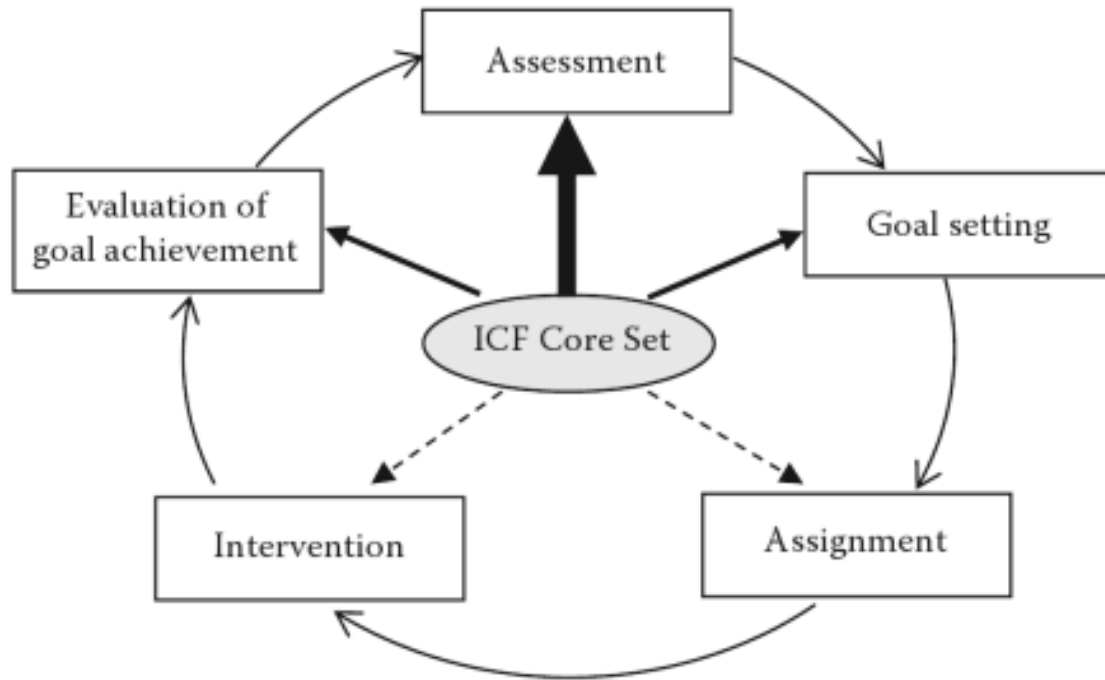 Assessment
Evaluation of
goal achievement
Goal setting
ICF Core Set
Intervention
Assignment